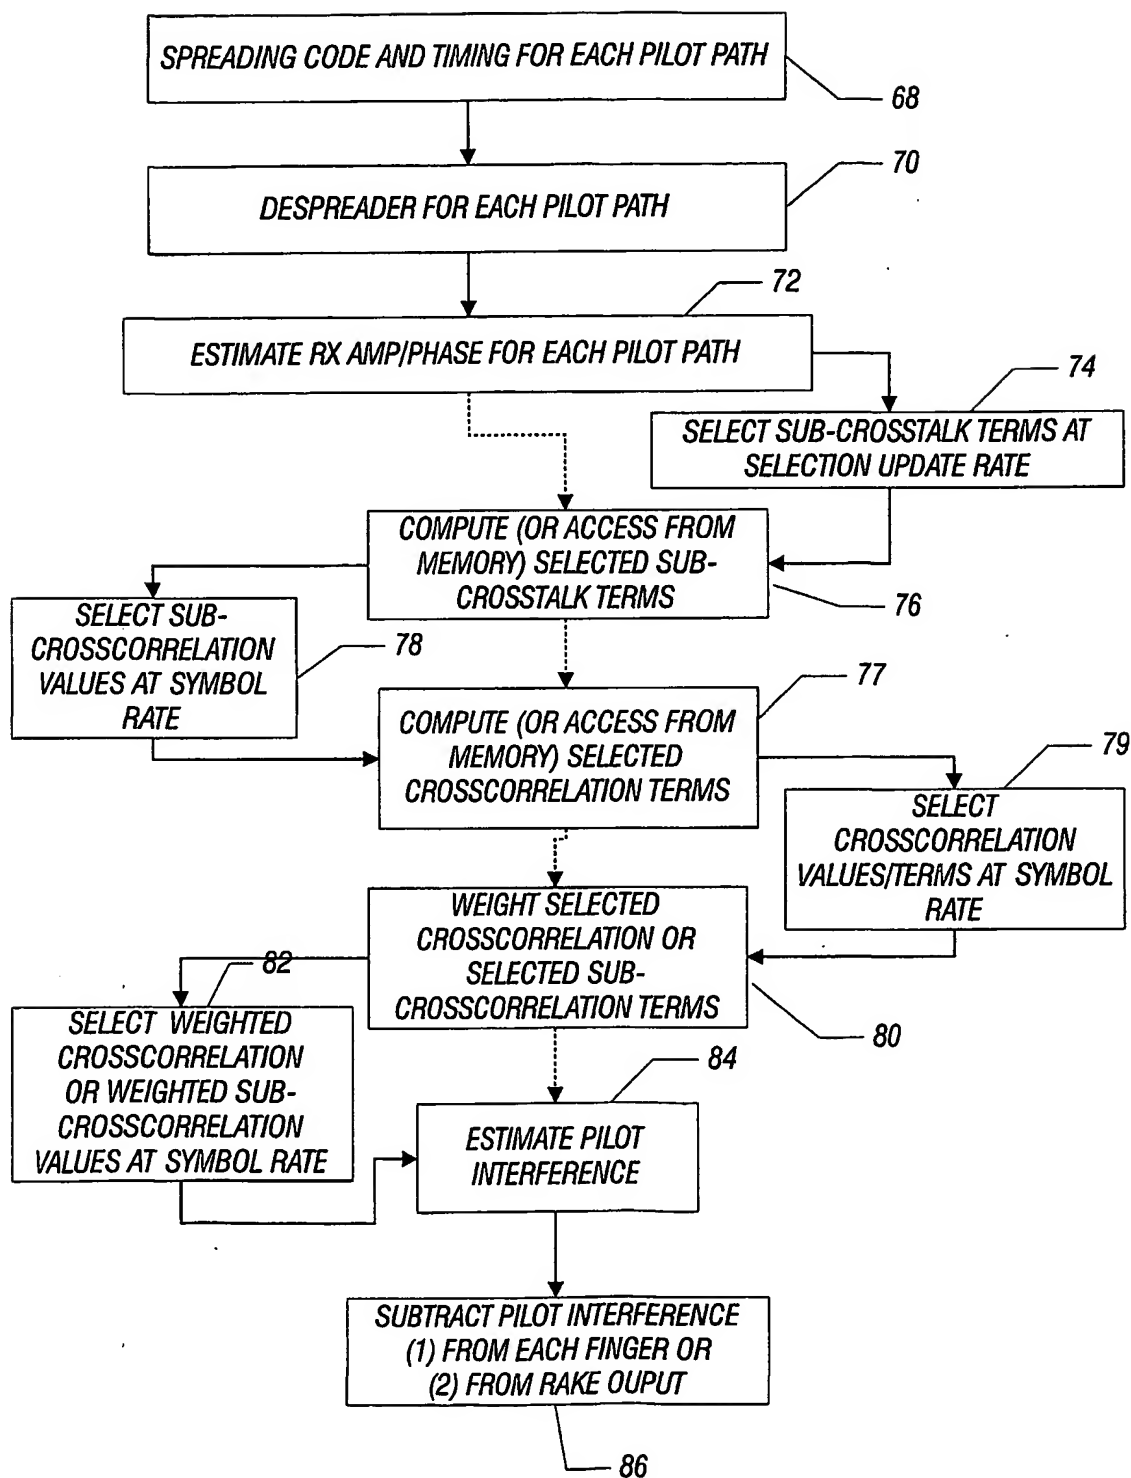 SPREADING CODE AND TIMING FOR EACH PILOT PATH
68
70
DESPREADER FOR EACH PILOT PATH
72
ESTIMATE RX AMP/PHASE FOR EACH PILOT PATH
74
SELECT SUB-CROSSTALK TERMS AT
SELECTION UPDATE RATE
COMPUTE (OR ACCESS FROM
MEMORY) SELECTED SUB-
CROSSTALK TERMS
76
SELECT SUB-
CROSSCORRELATION
VALUES AT SYMBOL
RATE
78
77
COMPUTE (OR ACCESS FROM
MEMORY) SELECTED
CROSSCORRELATION TERMS
79
SELECT
CROSSCORRELATION
VALUES/TERMS AT SYMBOL
RATE
WEIGHT SELECTED
CROSSCORRELATION OR
SELECTED SUB-
CROSSCORRELATION TERMS
80
82
SELECT WEIGHTED
CROSSCORRELATION
OR WEIGHTED SUB-
CROSSCORRELATION
VALUES AT SYMBOL RATE
84
ESTIMATE PILOT
INTERFERENCE
SUBTRACT PILOT INTERFERENCE
(1) FROM EACH FINGER OR
(2) FROM RAKE OUPUT
86